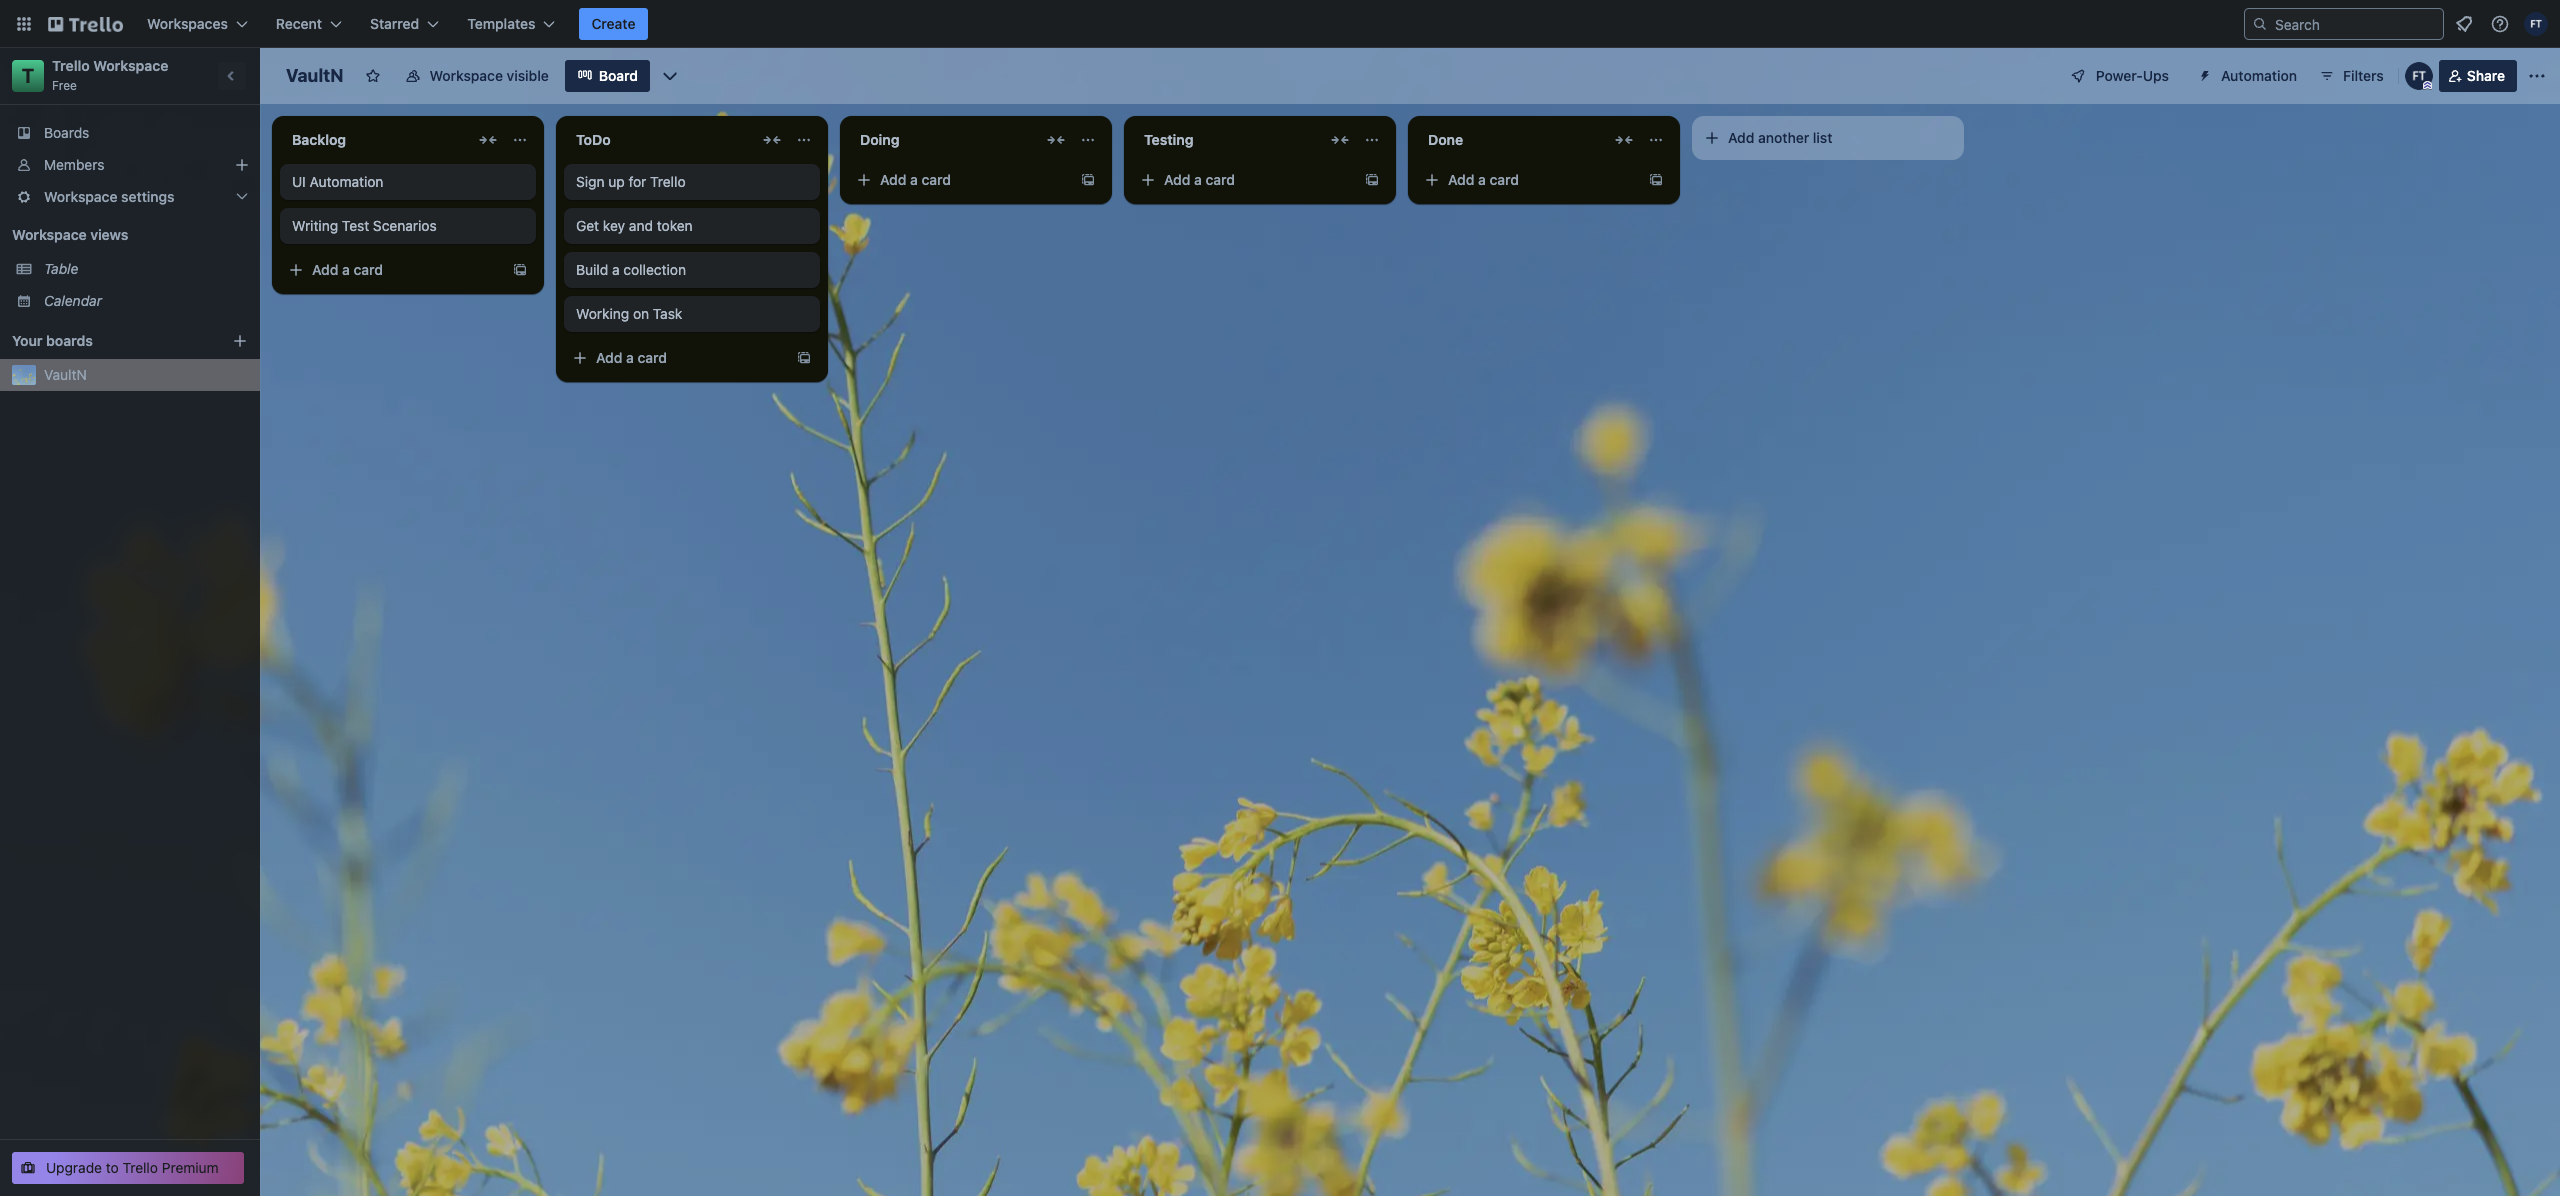 Trello
Workspaces
Recent
Starred
Templates
Create
Search
FT
T
Trello Workspace
Free
VaultN
Workspace visible
Board
Power-Ups
Automation
Filters
FT
Share
Boards
Members
Workspace settings
Workspace views
Table
Calendar
Your boards
VaultN
Upgrade to Trello Premium
Backlog
UI Automation
Writing Test Scenarios
Add a card
ToDo
Sign up for Trello
Get key and token
Build a collection
Working on Task
Add a card
Doing
Add a card
Testing
Add a card
Done
Add a card
Add another list